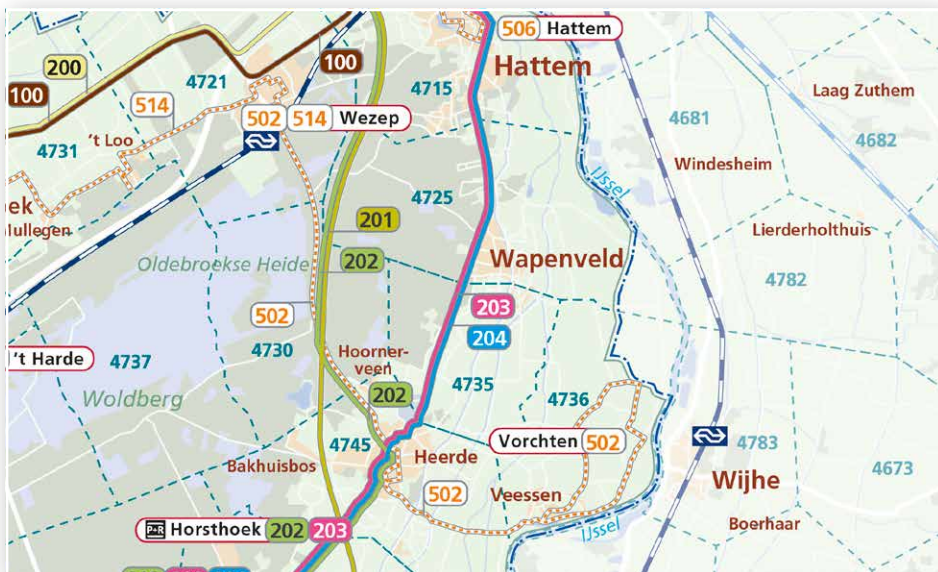 506 Hattem
Hattem
200
100
100
4721
4715
514
502 514 Wezep
't Loo
4731
4681
Laag Zuthem
4682
Windesheim
IJssel
ek
4725
201
Lierderholthuis
Oldebroekse Heide
202
Wapenveld
4782
203
502
204
't Harde
4737
4730
Hoorner-
veen
Woldberg
202
4735
4736
4745
Heerde
Vorchten 502
4783
4673
Bakhuisbos
502
Veessen
Wijhe
Boerhaar
Horsthoek 202 203
IJssel